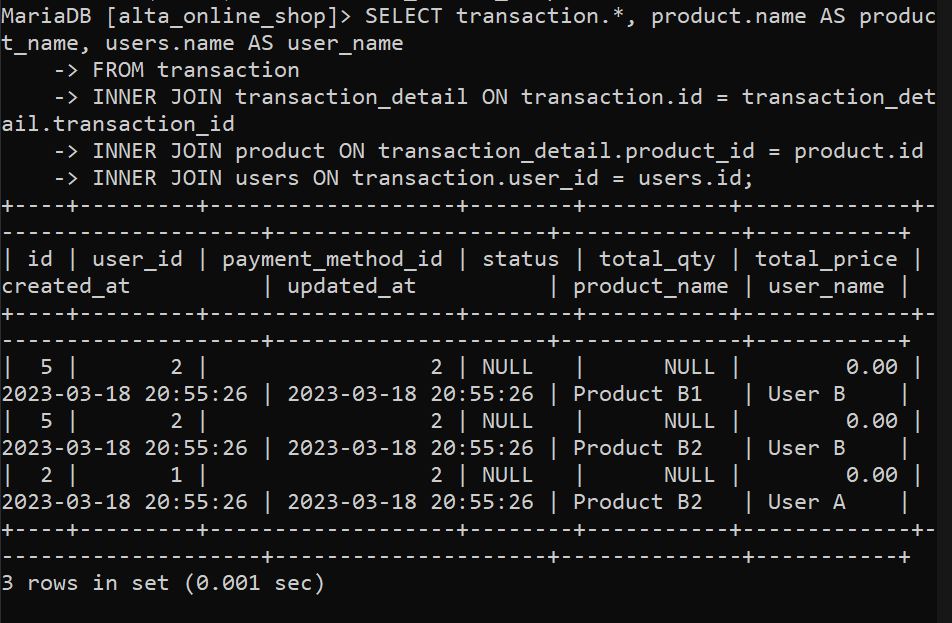 MariaDB [alta_online_shop]> SELECT transaction.*, product.name AS produc
t_name, users.name AS user_name
    -> FROM transaction
    -> INNER JOIN transaction_detail ON transaction.id = transaction_det
ail.transaction_id
    -> INNER JOIN product ON transaction_detail.product_id = product.id
    -> INNER JOIN users ON transaction.user_id = users.id;
+----+---------+-------------------+--------+-----------+-------------+-
--------------------+---------------------+--------------+-----------+
| id | user_id | payment_method_id | status | total_qty | total_price |
created_at          | updated_at          | product_name | user_name |
+----+---------+-------------------+--------+-----------+-------------+-
--------------------+---------------------+--------------+-----------+
|  5 |       2 |                 2 | NULL   |      NULL |        0.00 |
2023-03-18 20:55:26 | 2023-03-18 20:55:26 | Product B1   | User B    |
|  5 |       2 |                 2 | NULL   |      NULL |        0.00 |
2023-03-18 20:55:26 | 2023-03-18 20:55:26 | Product B2   | User B    |
|  2 |       1 |                 2 | NULL   |      NULL |        0.00 |
2023-03-18 20:55:26 | 2023-03-18 20:55:26 | Product B2   | User A    |
+----+---------+-------------------+--------+-----------+-------------+-
--------------------+---------------------+--------------+-----------+
3 rows in set (0.001 sec)